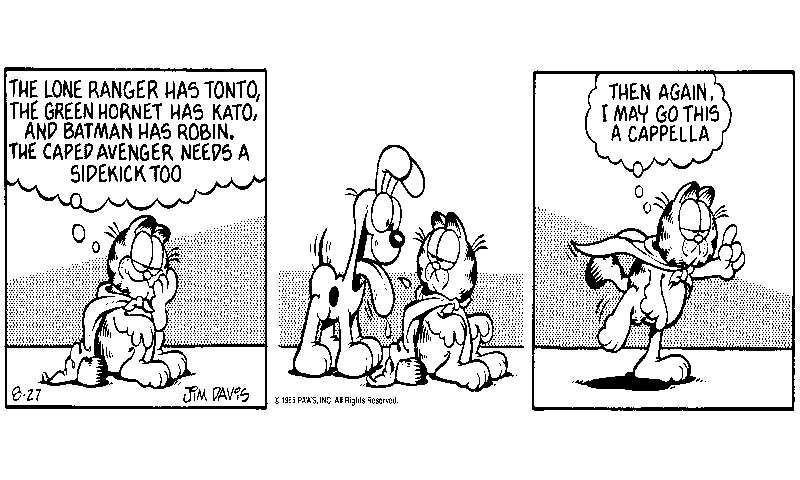 THE LONE RANGER HAS TONTO,
THE GREEN HORNET HAS KATO,
AND BATMAN HAS ROBIN.
THE CAPED AVENGER NEEDS A
SIDEKICK TOO
8-27
JIM DAVIS
PAWS, INC. All Rights Reserved.
THEN AGAIN,
I MAY GO THIS
A CAPPELLA